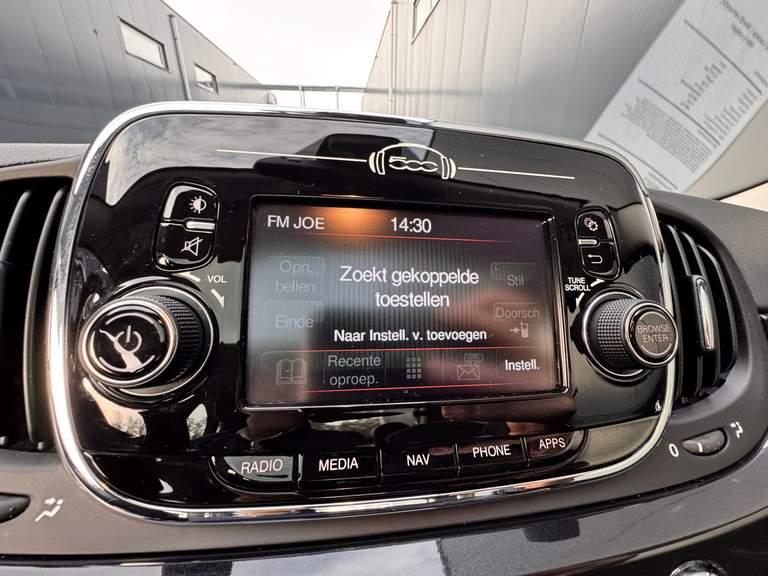 500
FM JOE 14:30
VOL
Opn.
bellen
Zoekt gekoppelde
toestellen
Stil
TUNE
SCROLL
Einde
Doorsch
Naar Instell. v. toevoegen
BROWSE
ENTER
Recente
oproep.
Instell.
RADIO MEDIA NAV PHONE APPS
0